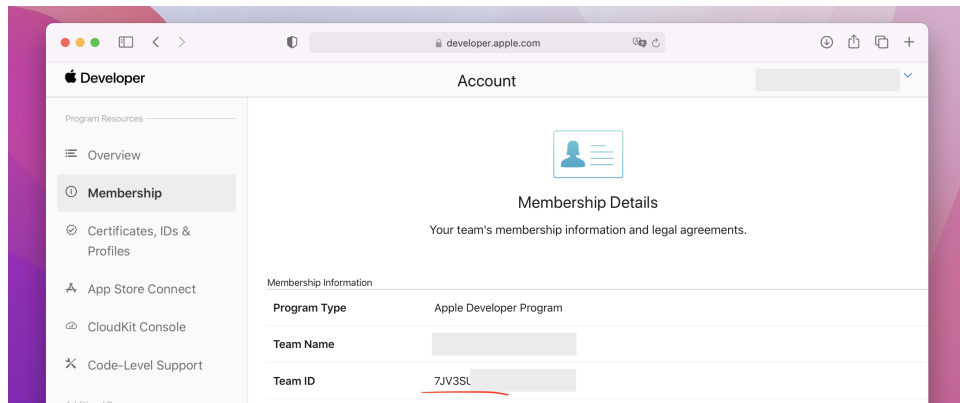 developer.apple.com
Developer
Account
Program Resources
Overview
Membership
Certificates, IDs &
Profiles
App Store Connect
CloudKit Console
Code-Level Support
Membership Details
Your team's membership information and legal agreements.
Membership Information
Program Type Apple Developer Program
Team Name
Team ID 7JV3SU